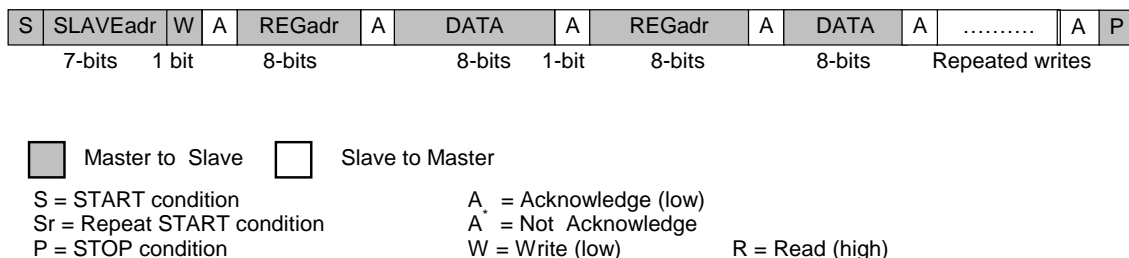 S SLAVEadr W A REGadr A DATA A REGadr A DATA A .......... A P
7-bits 1 bit 8-bits 8-bits 1-bit 8-bits 8-bits Repeated writes
Master to Slave Slave to Master
S = START condition A = Acknowledge (low)
Sr = Repeat START condition A* = Not Acknowledge
P = STOP condition W = Write (low) R = Read (high)